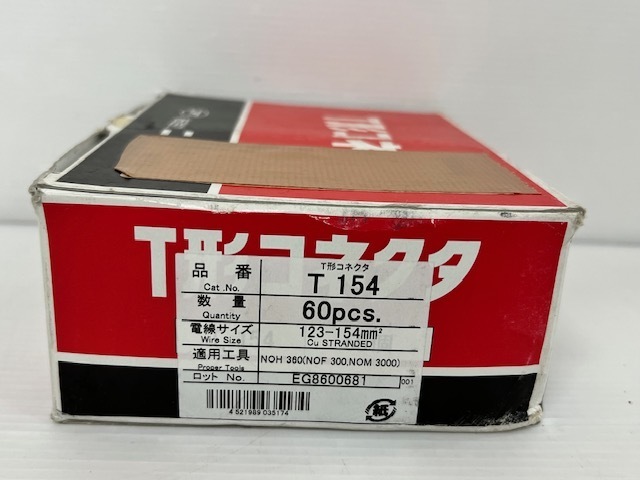 T形コネクタ
T形コネクタ
品番 T 154
Cat .No.
数量 60pcs.
Quantity
電線サイズ 123-154mm²
Wire Size Cu STRANDED
適用工具 NOH 360(NOF 300,NOM 3000)
Proper Tools
ロット No. EG8600681 001
4 521989 035174
紙